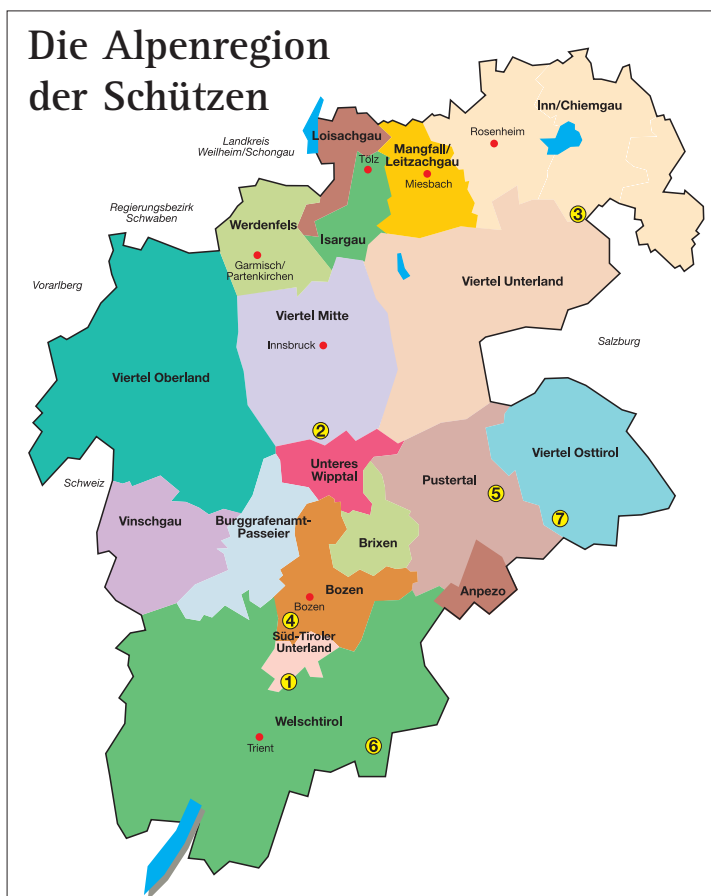 Die Alpenregion
der Schützen
Inn/Chiemgau
Loisachgau
Landkreis
Weilheim/Schongau
Rosenheim
Mangfall/
Leitzachgau
Tölz
Miesbach
Regierungsbezirk
Schwaben
3
Werdenfels
Isargau
Garmisch/
Partenkirchen
Vorarlberg
Viertel Unterland
Viertel Mitte
Innsbruck
Salzburg
Viertel Oberland
2
Unteres
Wipptal
Viertel Osttirol
Pustertal
Schweiz
5
Vinschgau
Burggrafenamt-
Passeier
7
Brixen
Bozen
Anpezo
Bozen
4
Süd-Tiroler
Unterland
1
Welschtirol
6
Trient